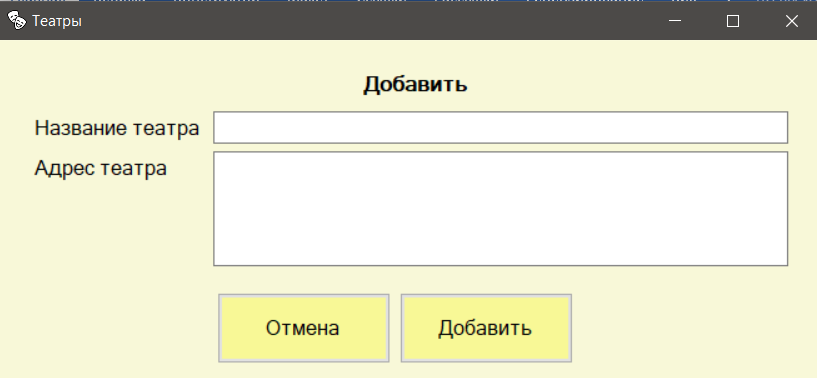 Театры
Добавить
Название театра
Адрес театра
Отмена
Добавить